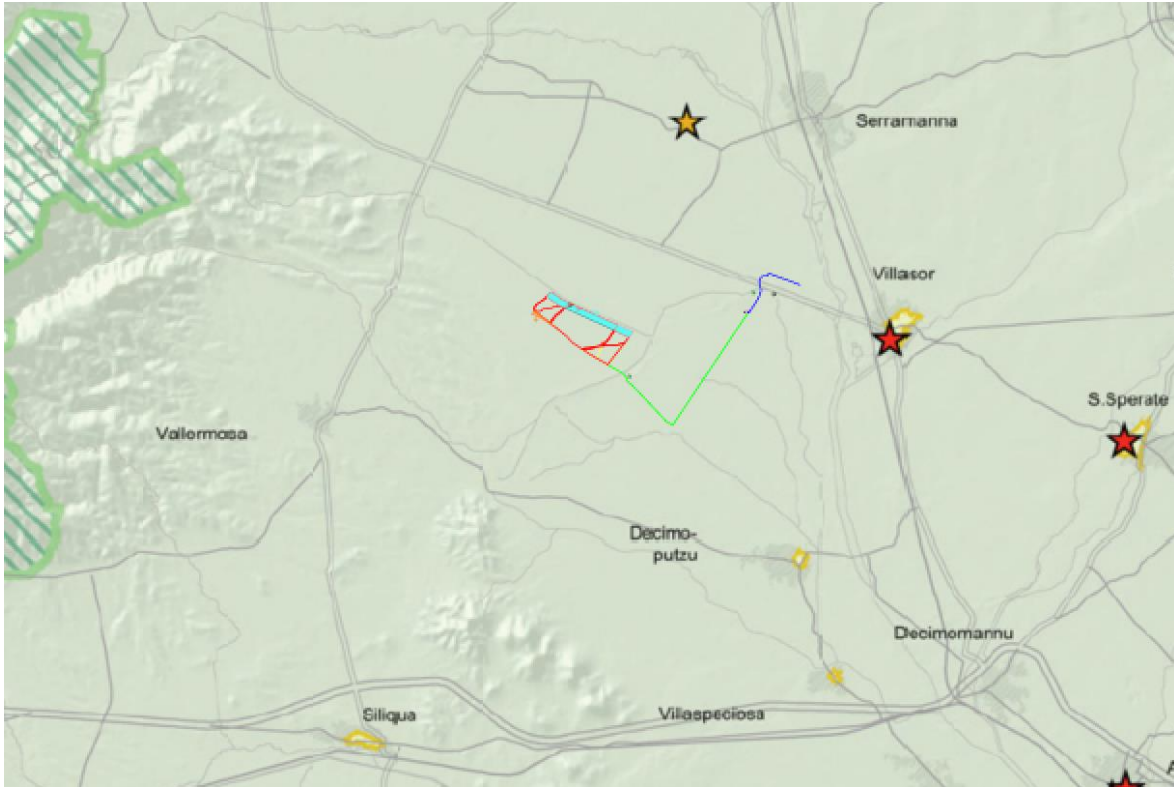 Serramanna
Villasor
S.Sperate
Vallermosa
Decimo-
putzu
Decimomannu
Siliqua
Villaspeciosa
A